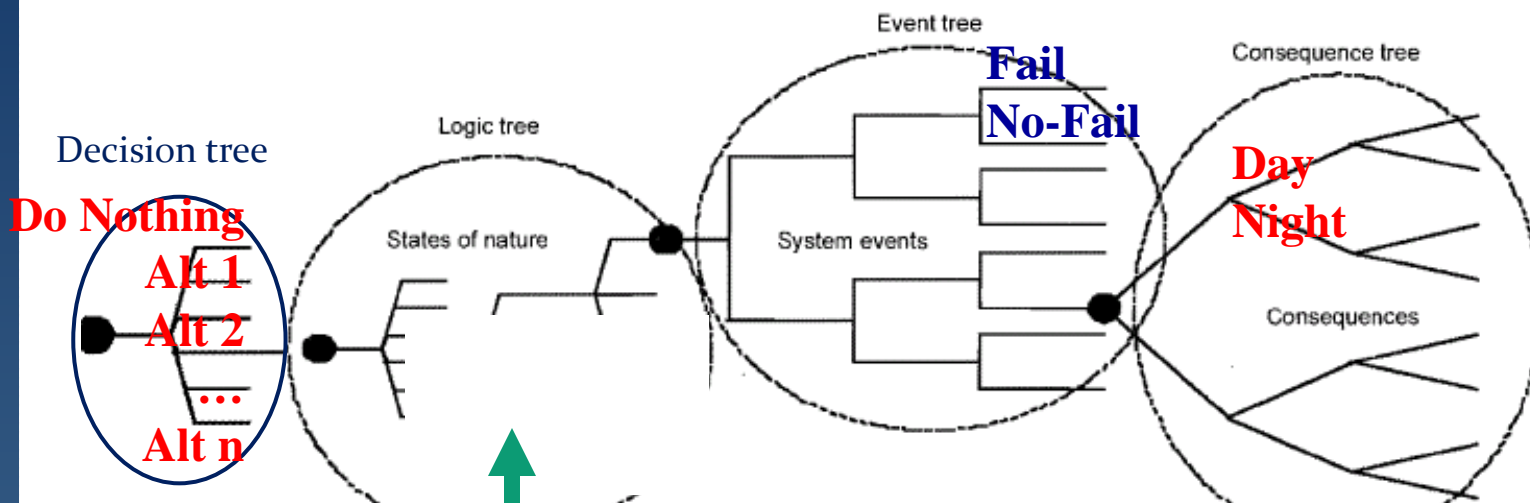 Event tree
Fail
No-Fail
Consequence tree
Logic tree
Decision tree
Do Nothing
Alt 1
Alt 2
...
Alt n
States of nature
System events
Day
Night
Consequences